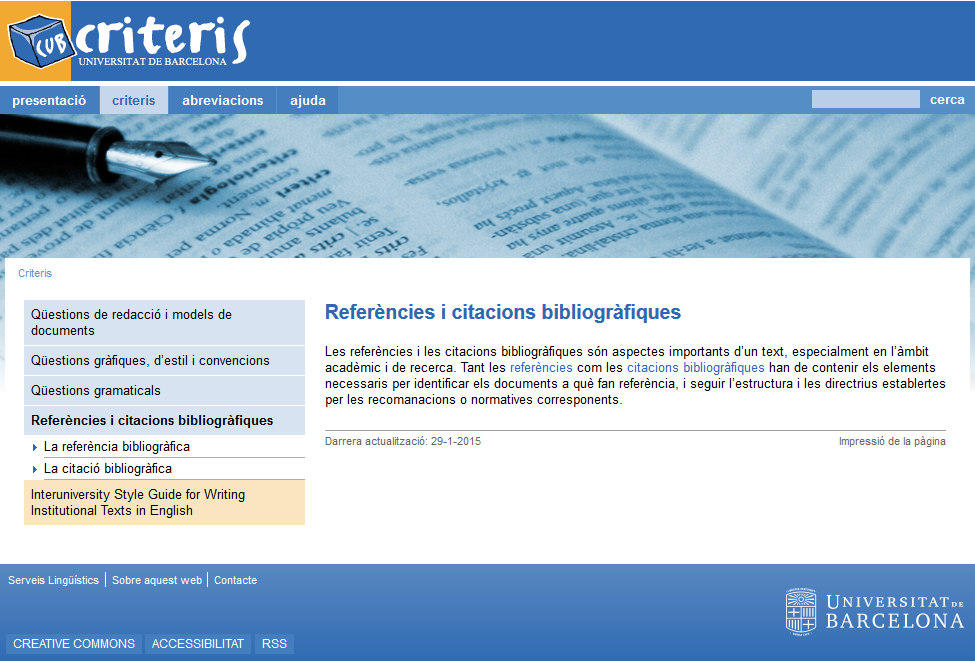 CUB
criteris
UNIVERSITAT DE BARCELONA
presentació
criteris
abreviacions
ajuda
cerca
Criteris
Qüestions de redacció i models de
documents
Qüestions gràfiques, d’estil i convencions
Qüestions gramaticals
Referències i citacions bibliogràfiques
La referència bibliogràfica
La citació bibliogràfica
Interuniversity Style Guide for Writing
Institutional Texts in English
Referències i citacions bibliogràfiques
Les referències i les citacions bibliogràfiques són aspectes importants d’un text, especialment en l’àmbit
acadèmic i de recerca. Tant les referències com les citacions bibliogràfiques han de contenir els elements
necessaris per identificar els documents a què fan referència, i seguir l’estructura i les directrius establertes
per les recomanacions o normatives corresponents.
Darrera actualització: 29-1-2015
Impressió de la pàgina
Serveis Lingüístics
Sobre aquest web
Contacte
CREATIVE COMMONS
ACCESSIBILITAT
RSS
UNIVERSITAT DE
BARCELONA